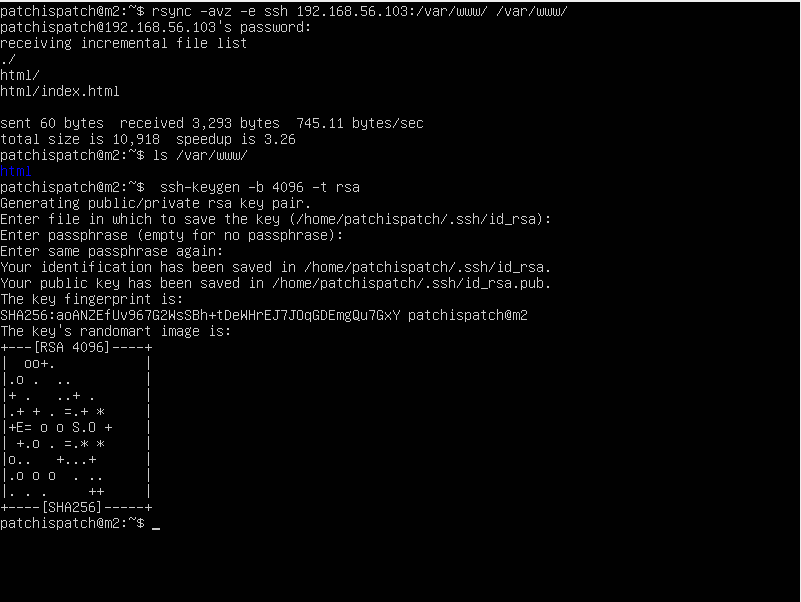 patchispatch@m2:~$ rsync -avz -e ssh 192.168.56.103:/var/www/ /var/www/
patchispatch@192.168.56.103's password:
receiving incremental file list
./
html/
html/index.html

sent 60 bytes  received 3,293 bytes  745.11 bytes/sec
total size is 10,918  speedup is 3.26
patchispatch@m2:~$ ls /var/www/
html
patchispatch@m2:~$  ssh-keygen -b 4096 -t rsa
Generating public/private rsa key pair.
Enter file in which to save the key (/home/patchispatch/.ssh/id_rsa):
Enter passphrase (empty for no passphrase):
Enter same passphrase again:
Your identification has been saved in /home/patchispatch/.ssh/id_rsa.
Your public key has been saved in /home/patchispatch/.ssh/id_rsa.pub.
The key fingerprint is:
SHA256:aoANZEfUv967G2WsSBh+tDeWHrEJ7JOqGDEmgQu7GxY patchispatch@m2
The key's randomart image is:
+---[RSA 4096]----+
|  oo+.           |
|.o .  ..         |
|+ .   ..+ .      |
|.+ + . =.+ *     |
|+E= o o S.O +    |
| +.o . =.* *     |
|o..   +...+      |
|.o o o  . ..     |
|. . .     ++     |
+----[SHA256]-----+
patchispatch@m2:~$ _